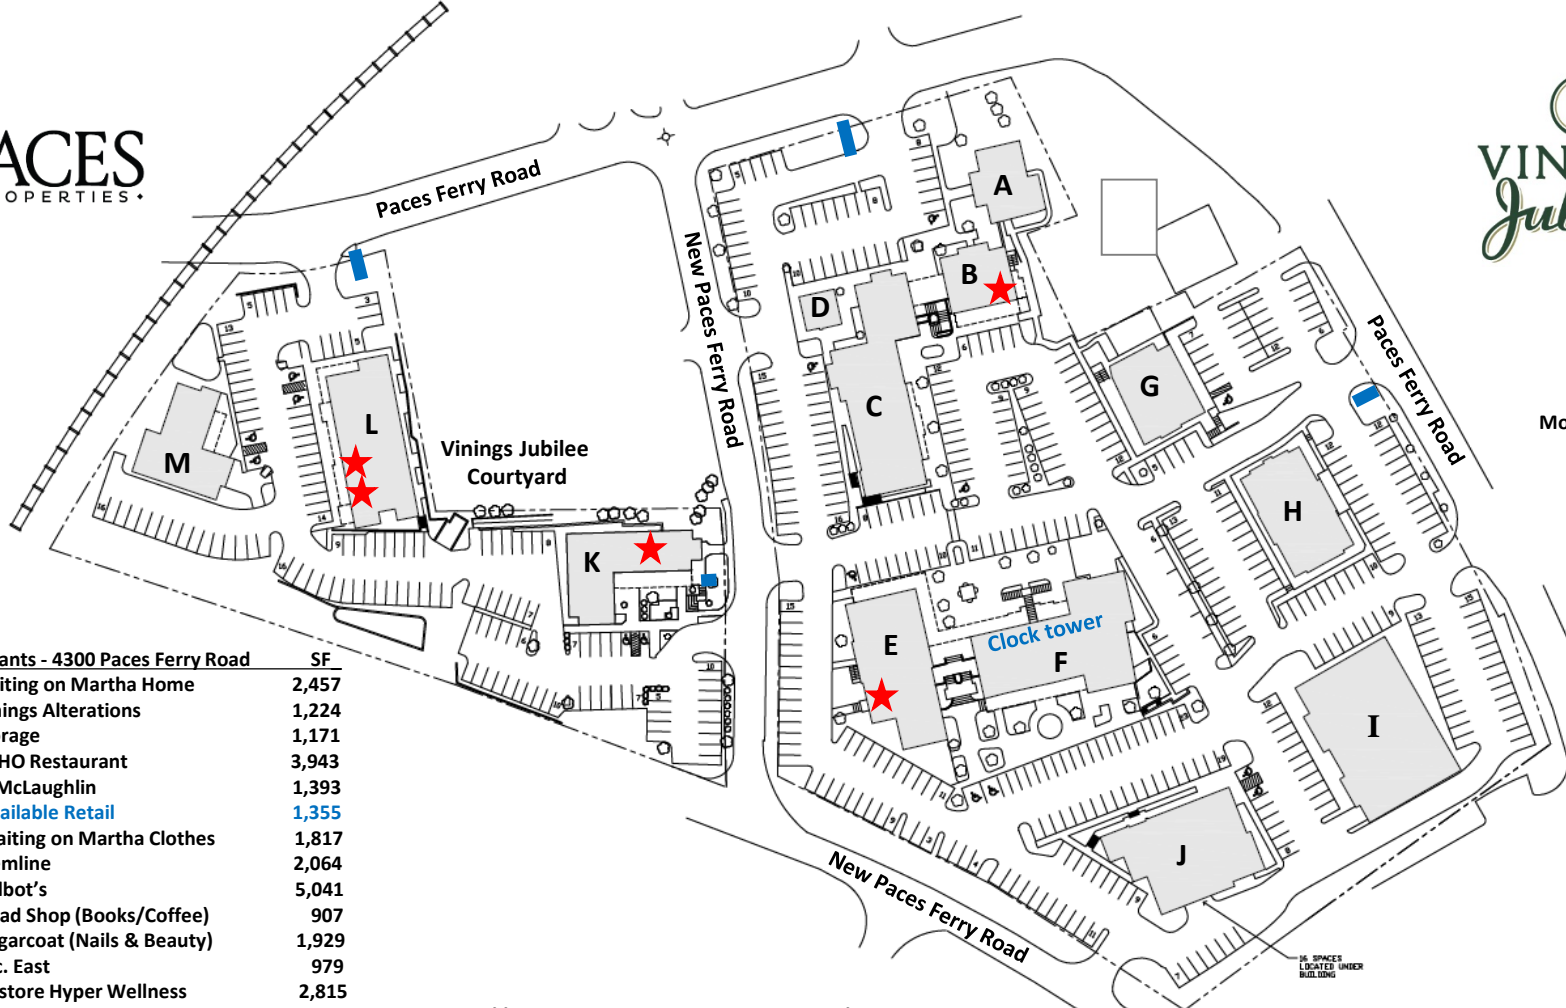 ACES
OPERTIES
VIN
Jul
Paces Ferry Road
New Paces Ferry Road
A
B
D
C
G
Paces Ferry Road
Mo
L
M
Vinings Jubilee
Courtyard
K
H
E
Clock tower
F
I
J
New Paces Ferry Road
16 SPACES
LOCATED UNDER
BUILDING
ants - 4300 Paces Ferry Road SF
iting on Martha Home 2,457
ings Alterations 1,224
rage 1,171
HO Restaurant 3,943
McLaughlin 1,393
ailable Retail 1,355
aiting on Martha Clothes 1,817
mline 2,064
lbot's 5,041
ad Shop (Books/Coffee) 907
garcoat (Nails & Beauty) 1,929
c. East 979
store Hyper Wellness 2,815